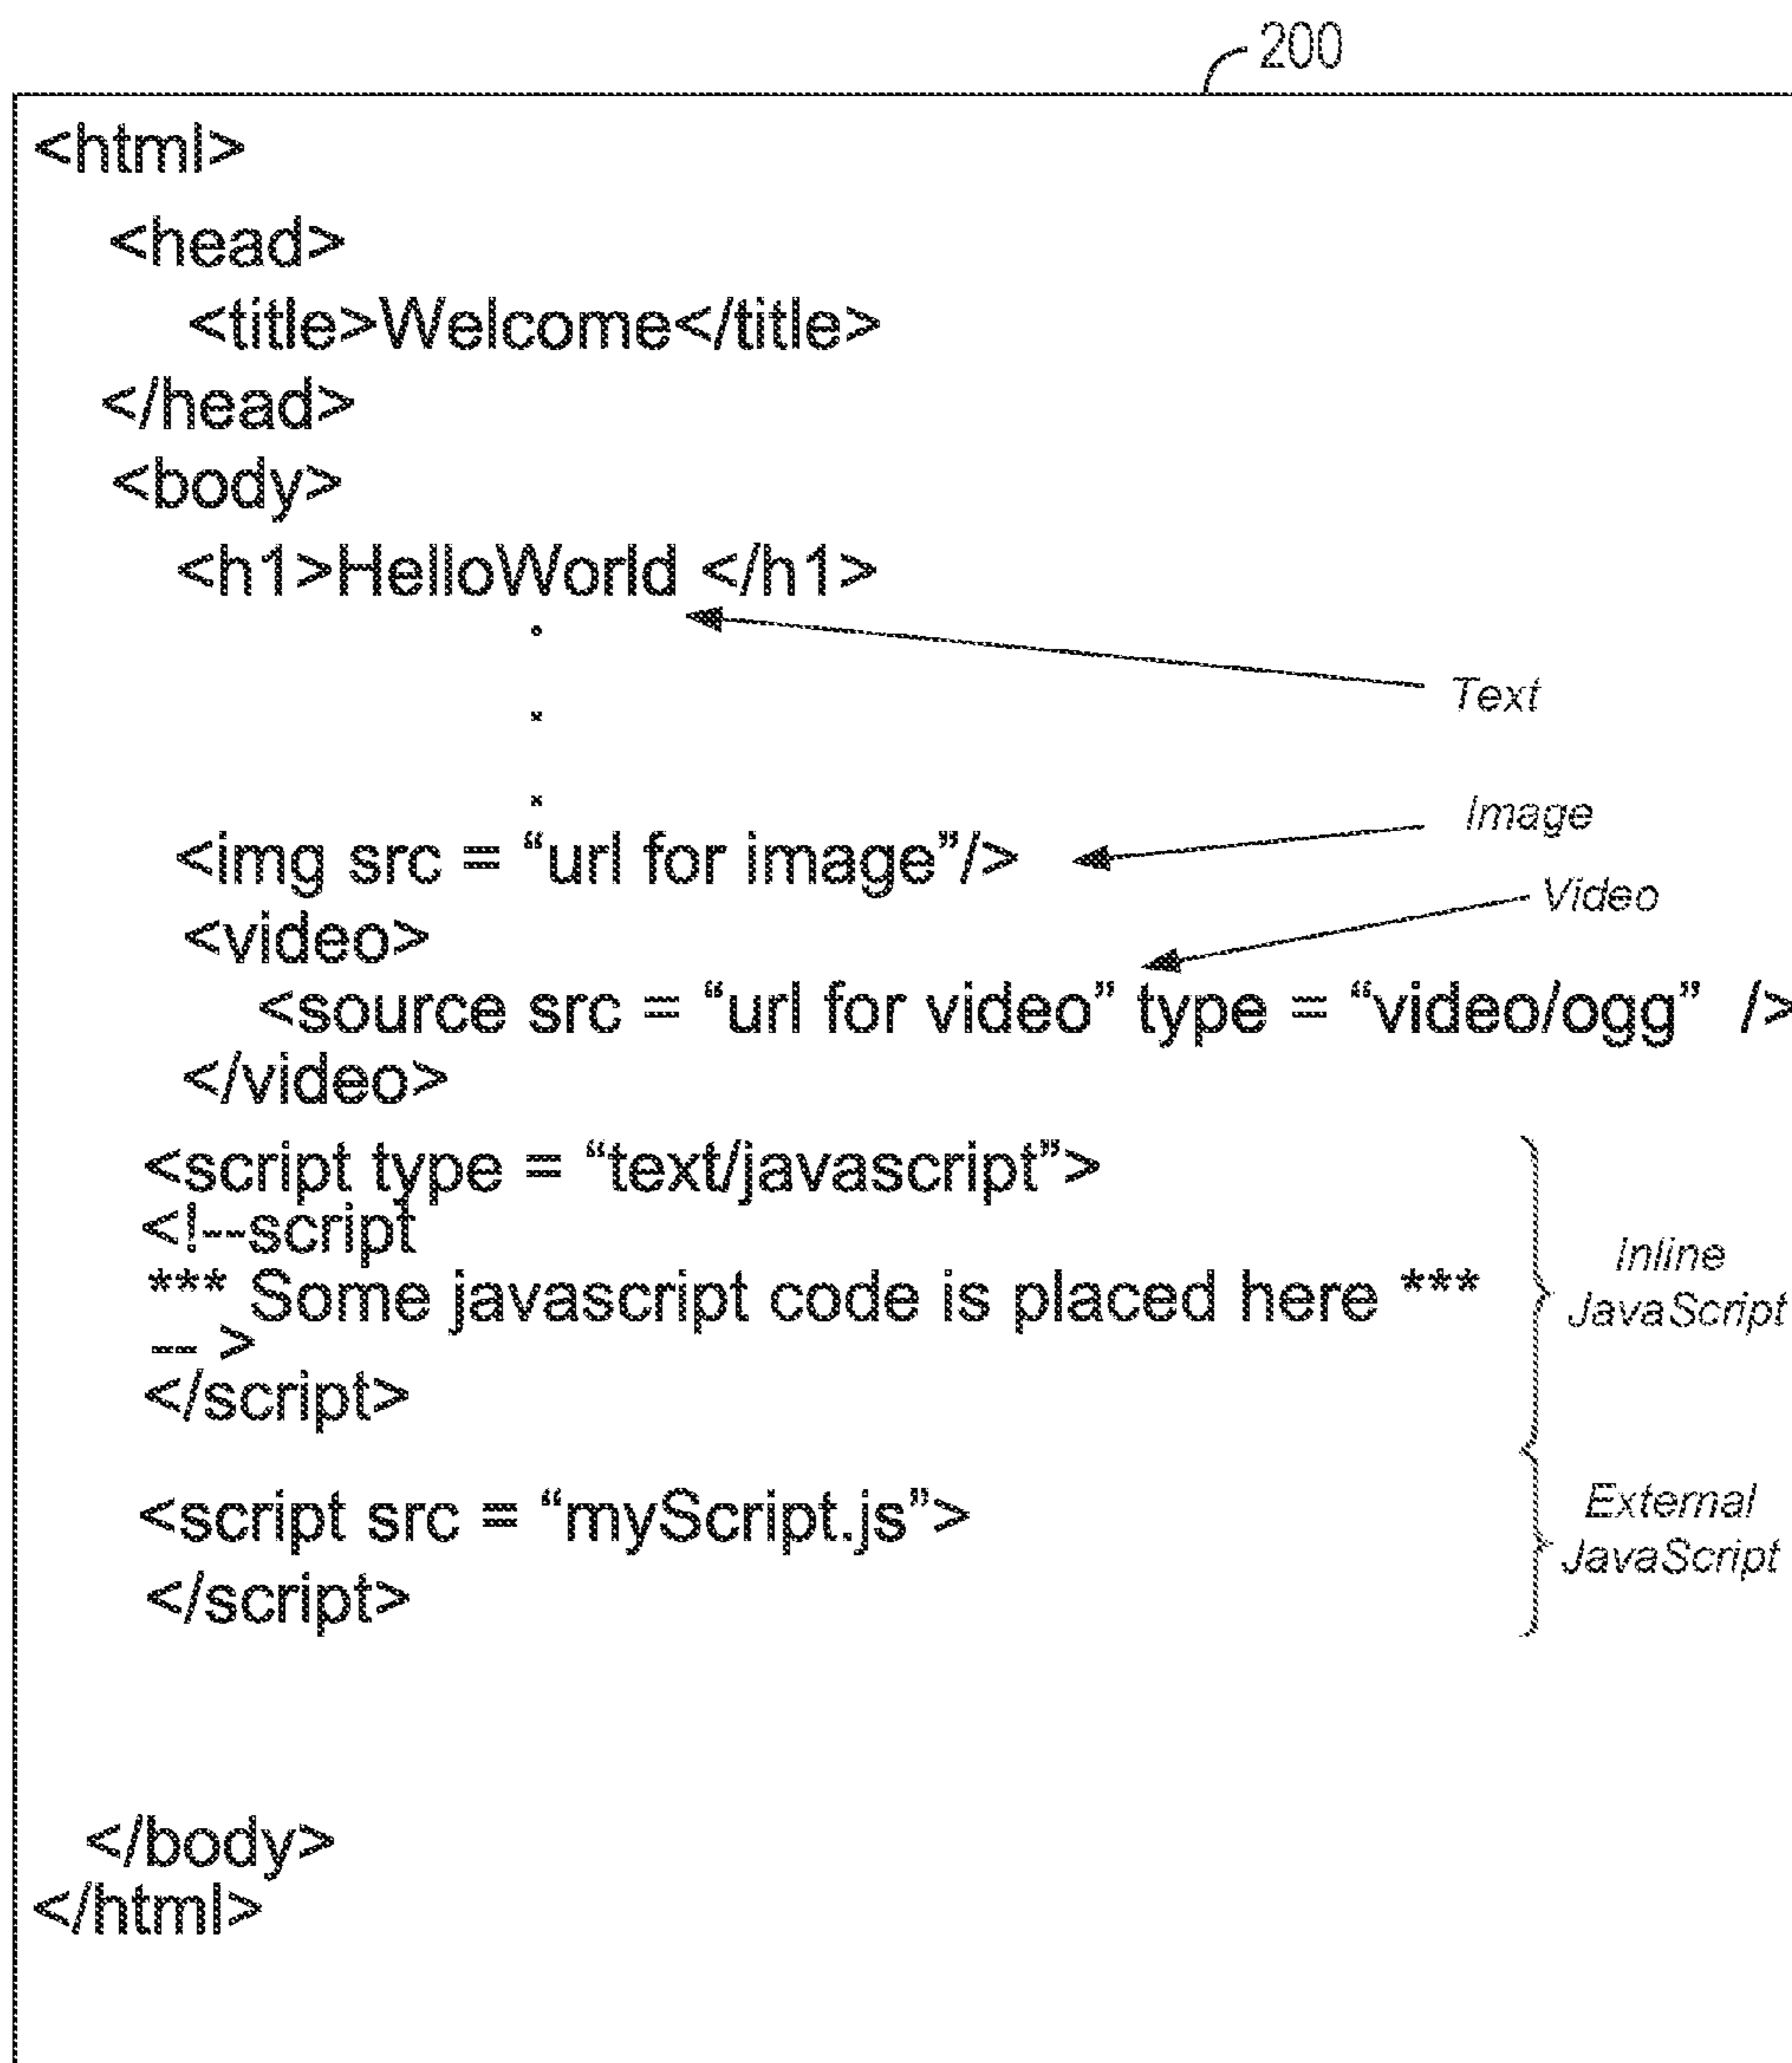 200
<html>
<head>
<title>Welcome</title>
</head>
<body>
<h1>HelloWorld </h1>
Text
Image
<img src = “url for image”/>
Video
<video>
<source src = “url for video” type = “video/ogg” />
</video>
<script type = “text/javascript”>
<!--script
*** Some javascript code is placed here ***
-- >
</script>
Inline
JavaScript
<script src = “myScript.js”>
</script>
External
JavaScript
</body>
</html>